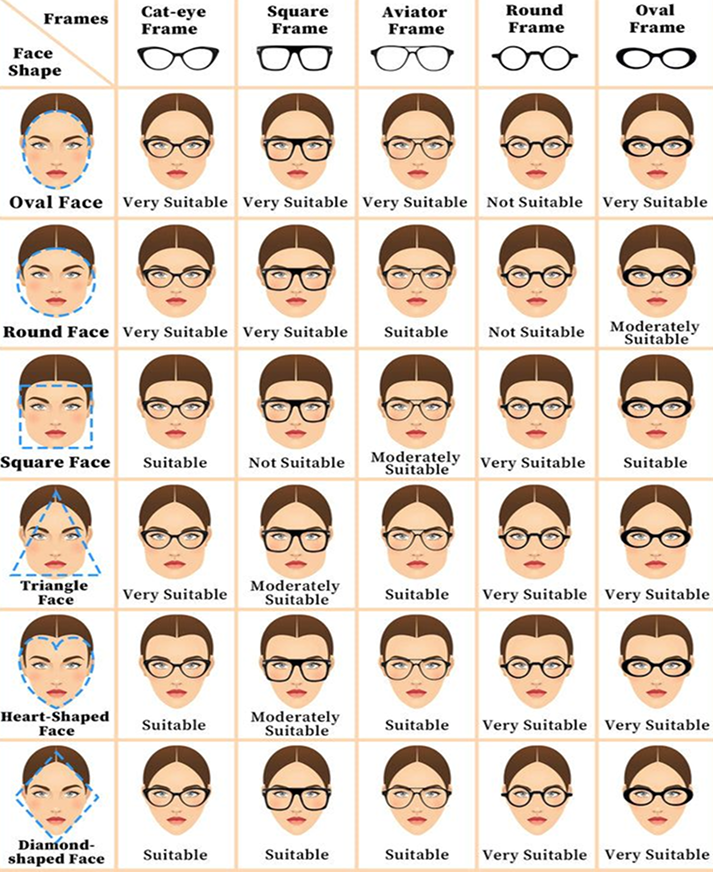 Frames
Face
Shape
Cat-eye
Frame
Square
Frame
Aviator
Frame
Round
Frame
Oval
Frame
Oval Face
Very Suitable
Very Suitable
Very Suitable
Not Suitable
Very Suitable
Round Face
Very Suitable
Very Suitable
Suitable
Not Suitable
Moderately
Suitable
Square Face
Suitable
Not Suitable
Moderately
Suitable
Very Suitable
Suitable
Triangle
Face
Very Suitable
Moderately
Suitable
Suitable
Very Suitable
Very Suitable
Heart-Shaped
Face
Suitable
Moderately
Suitable
Suitable
Very Suitable
Very Suitable
Diamond-
shaped Face
Suitable
Suitable
Suitable
Very Suitable
Very Suitable